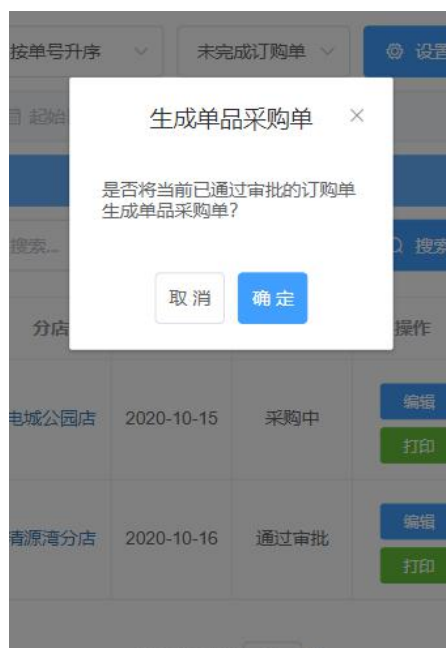 按单号升序
未完成订购单
设置
起始
生成单品采购单
是否将当前已通过审批的订购单
生成单品采购单？
取消
确定
搜索...
搜索
分店
操作
电城公园店
2020-10-15
采购中
编辑
打印
清源湾分店
2020-10-16
通过审批
编辑
打印